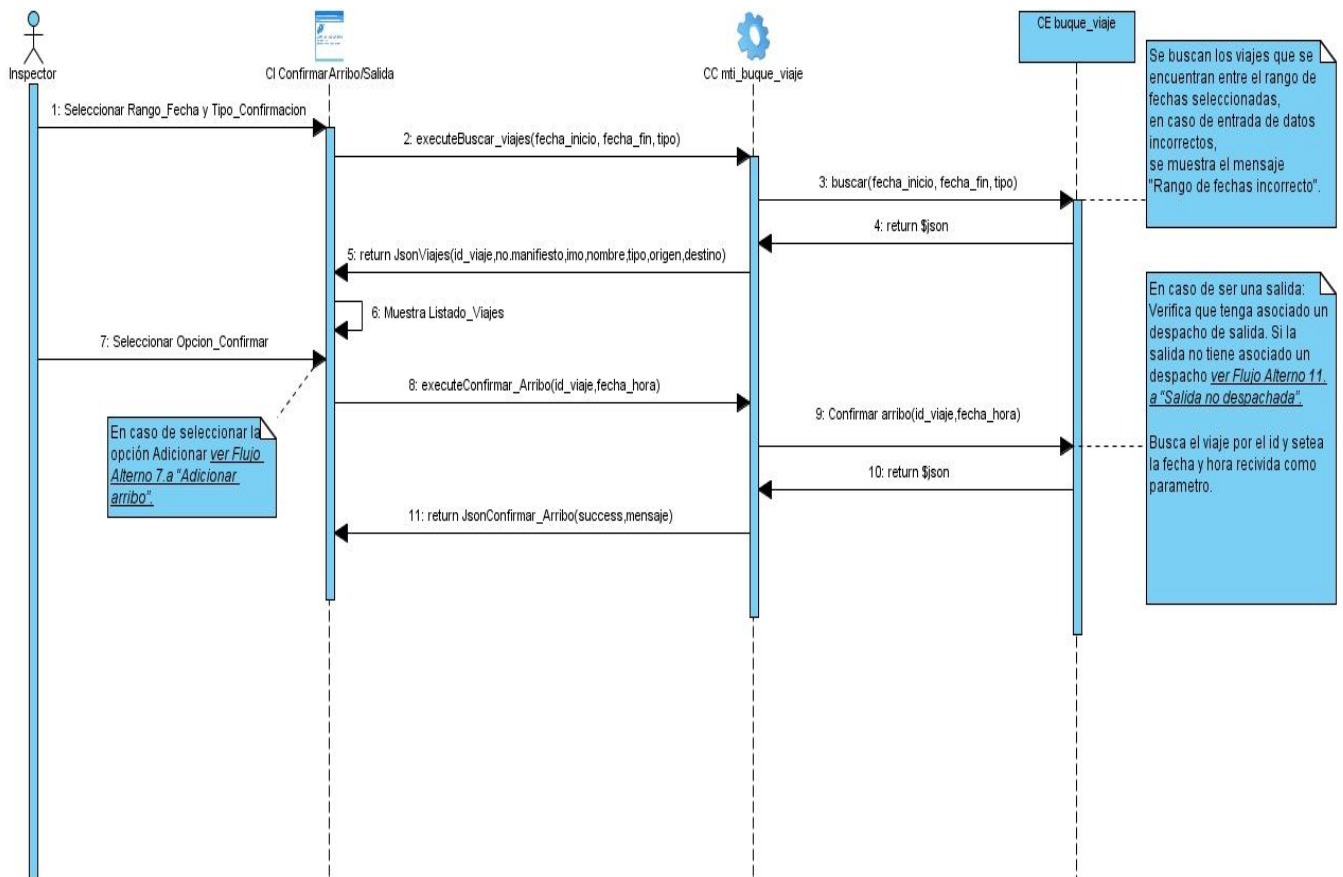 CE buque_viaje
Inspector
CI ConfirmarArribo/Salida
CC mti_buque_viaje
Se buscan los viajes que se
encuentran entre el rango de
fechas seleccionadas,
en caso de entrada de datos
incorrectos,
se muestra el mensaje
"Rango de fechas incorrecto".
1: Seleccionar Rango_Fecha y Tipo_Confirmacion
2: executeBuscar_viajes(fecha_inicio, fecha_fin, tipo)
3: buscar(fecha_inicio, fecha_fin, tipo)
4: return $json
5: return JsonViajes(id_viaje,no.manifiesto,imo,nombre,tipo,origen,destino)
6: Muestra Listado_Viajes
7: Seleccionar Opcion_Confirmar
En caso de ser una salida:
Verifica que tenga asociado un
despacho de salida. Si la
salida no tiene asociado un
despacho ver Flujo Alterno 11.
a "Salida no despachada".
Busca el viaje por el id y setea
la fecha y hora recivida como
parametro.
8: executeConfirmar_Arribo(id_viaje,fecha_hora)
9: Confirmar arribo(id_viaje,fecha_hora)
En caso de seleccionar la
opción Adicionar ver Flujo
Alterno 7.a "Adicionar
arribo".
10: return $json
11: return JsonConfirmar_Arribo(success,mensaje)